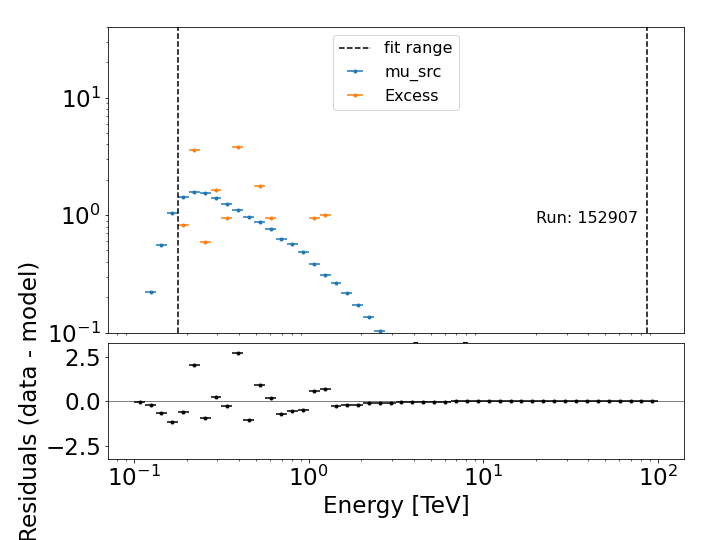 fit range
mu_src
Excess
10¹
10⁰
10⁻¹
Run: 152907
Residuals (data - model)
2.5
0.0
−2.5
10⁻¹ 10⁰ 10¹ 10²
Energy [TeV]